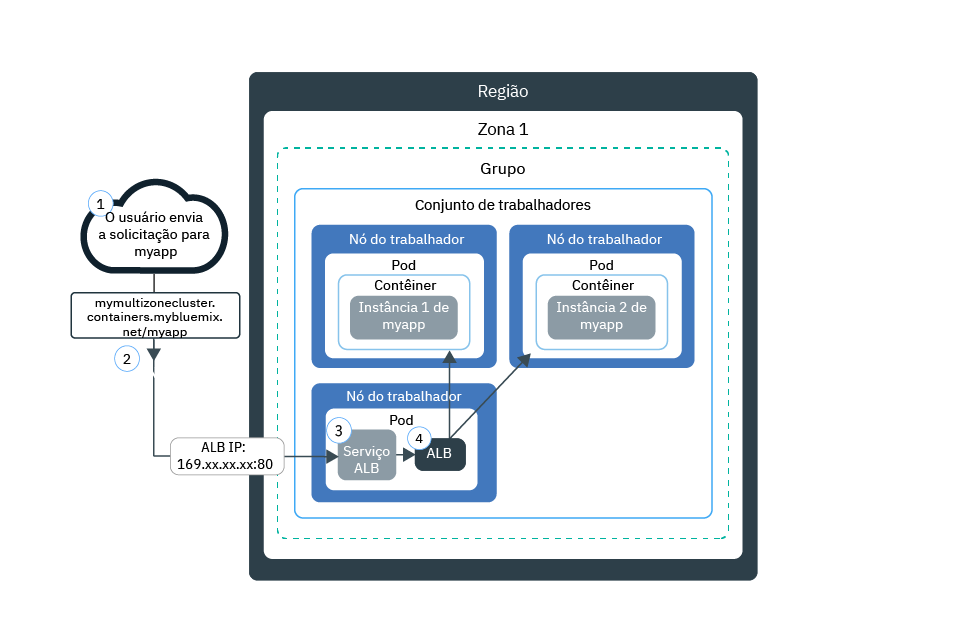 Região
Zona 1
Grupo
Conjunto de trabalhadores
1
O usuário envia
a solicitação para
myapp
mymultizonecluster.
containers.mybluemix.
net/myapp
2
ALB IP:
169.xx.xx.xx:80
Nó do trabalhador
Pod
Contêiner
Instância 1 de
myapp
Nó do trabalhador
Pod
Contêiner
Instância 2 de
myapp
Nó do trabalhador
Pod
3
Serviço
ALB
4
ALB